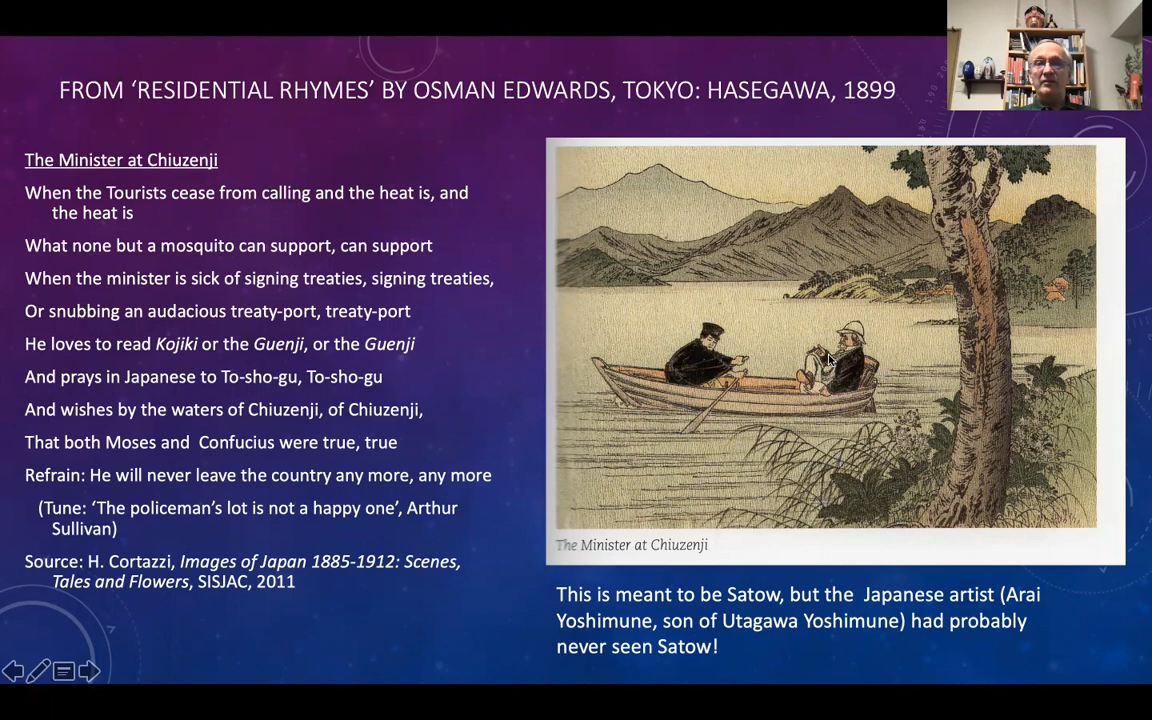 FROM ‘RESIDENTIAL RHYMES’ BY OSMAN EDWARDS, TOKYO: HASEGAWA, 1899
The Minister at Chiuzenji
When the Tourists cease from calling and the heat is, and
the heat is
What none but a mosquito can support, can support
When the minister is sick of signing treaties, signing treaties,
Or snubbing an audacious treaty-port, treaty-port
He loves to read Kojiki or the Guenji, or the Guenji
And prays in Japanese to To-sho-gu, To-sho-gu
And wishes by the waters of Chiuzenji, of Chiuzenji,
That both Moses and  Confucius were true, true
Refrain: He will never leave the country any more, any more
(Tune: ‘The policeman’s lot is not a happy one’, Arthur
Sullivan)
Source: H. Cortazzi, Images of Japan 1885-1912: Scenes,
Tales and Flowers, SISJAC, 2011
The Minister at Chiuzenji
This is meant to be Satow, but the  Japanese artist (Arai
Yoshimune, son of Utagawa Yoshimune) had probably
never seen Satow!